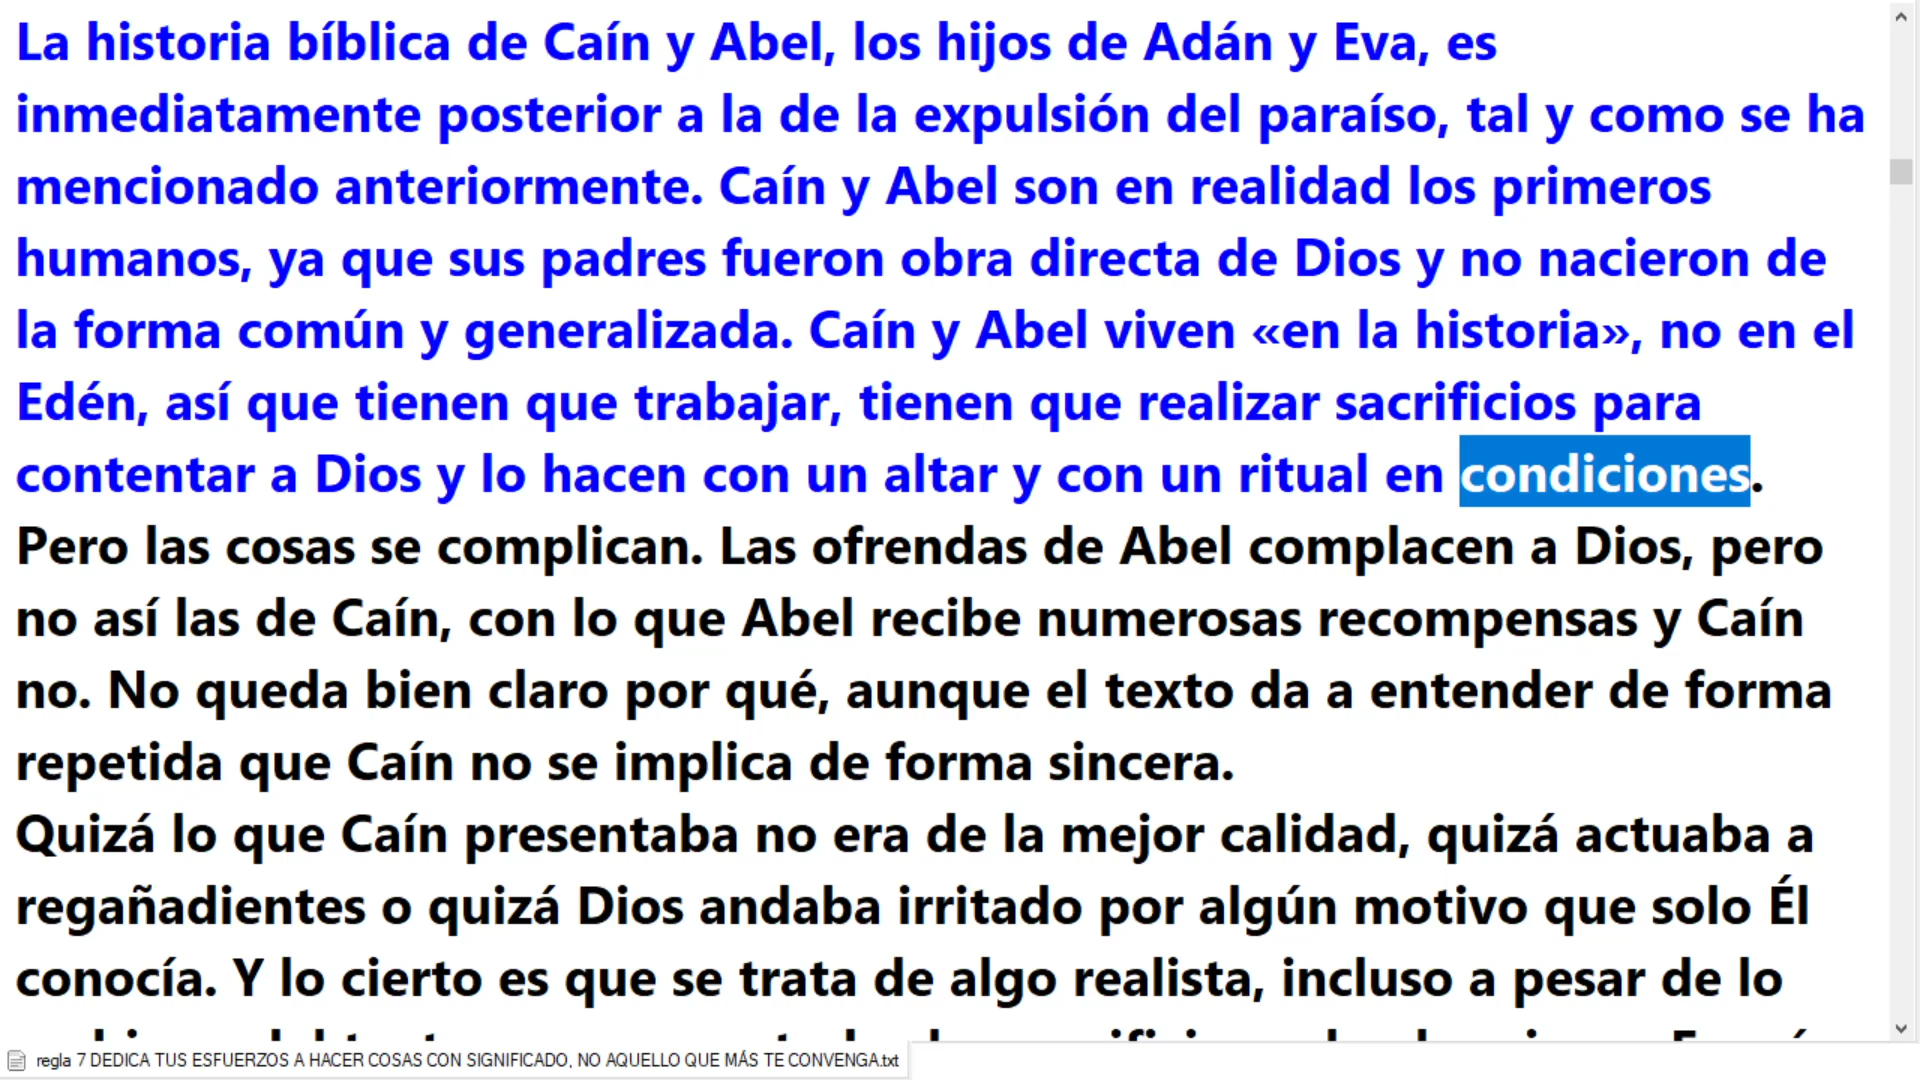 La historia bíblica de Caín y Abel, los hijos de Adán y Eva, es
inmediatamente posterior a la de la expulsión del paraíso, tal y como se ha
mencionado anteriormente. Caín y Abel son en realidad los primeros
humanos, ya que sus padres fueron obra directa de Dios y no nacieron de
la forma común y generalizada. Caín y Abel viven «en la historia», no en el
Edén, así que tienen que trabajar, tienen que realizar sacrificios para
contentar a Dios y lo hacen con un altar y con un ritual en condiciones.
Pero las cosas se complican. Las ofrendas de Abel complacen a Dios, pero
no así las de Caín, con lo que Abel recibe numerosas recompensas y Caín
no. No queda bien claro por qué, aunque el texto da a entender de forma
repetida que Caín no se implica de forma sincera.
Quizá lo que Caín presentaba no era de la mejor calidad, quizá actuaba a
regañadientes o quizá Dios andaba irritado por algún motivo que solo Él
conocía. Y lo cierto es que se trata de algo realista, incluso a pesar de lo
regla 7 DEDICA TUS ESFUERZOS A HACER COSAS CON SIGNIFICADO, NO AQUELLO QUE MÁS TE CONVENGA.txt